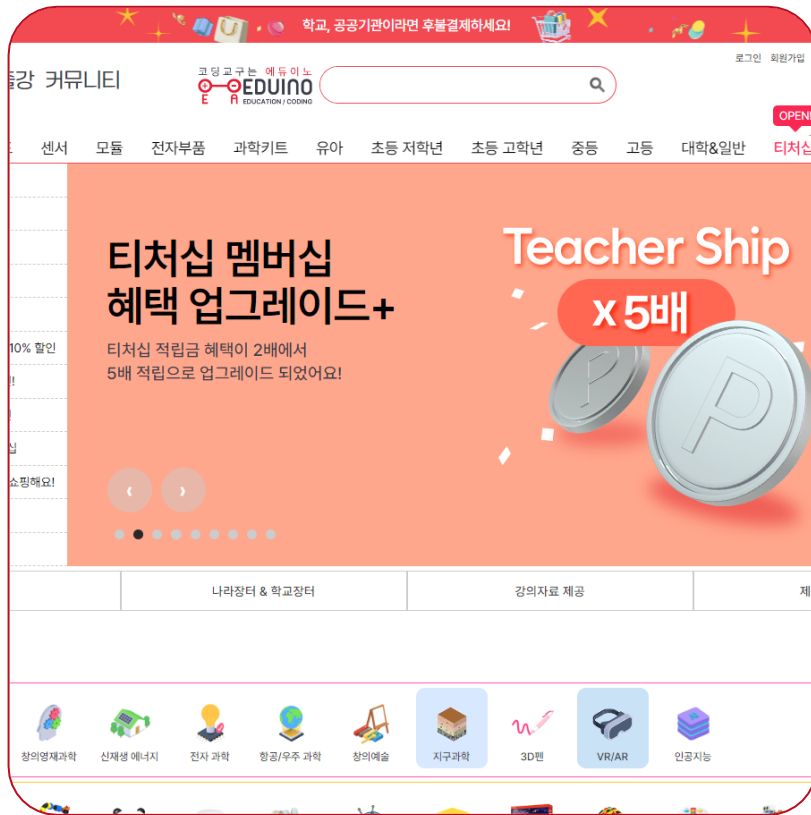 학교, 공공기관이라면 후불결제하세요!
로그인 회원가입
출강 커뮤니티
코딩교구는 에듀이노
EDUINO
E A EDUCATION / CODING
OPEN
센서 모듈 전자부품 과학키트 유아 초등 저학년 초등 고학년 중등 고등 대학&일반 티처십
티처십 멤버십
혜택 업그레이드+
티처십 적립금 혜택이 2배에서
5배 적립으로 업그레이드 되었어요!
Teacher Ship
x 5배
P
P
10% 할인
!
십
쇼핑해요!
‹ ›
나라장터 & 학교장터 강의자료 제공 제
창의영재과학 신재생 에너지 전자 과학 항공/우주 과학 창의예술 지구과학 3D펜 VR/AR 인공지능